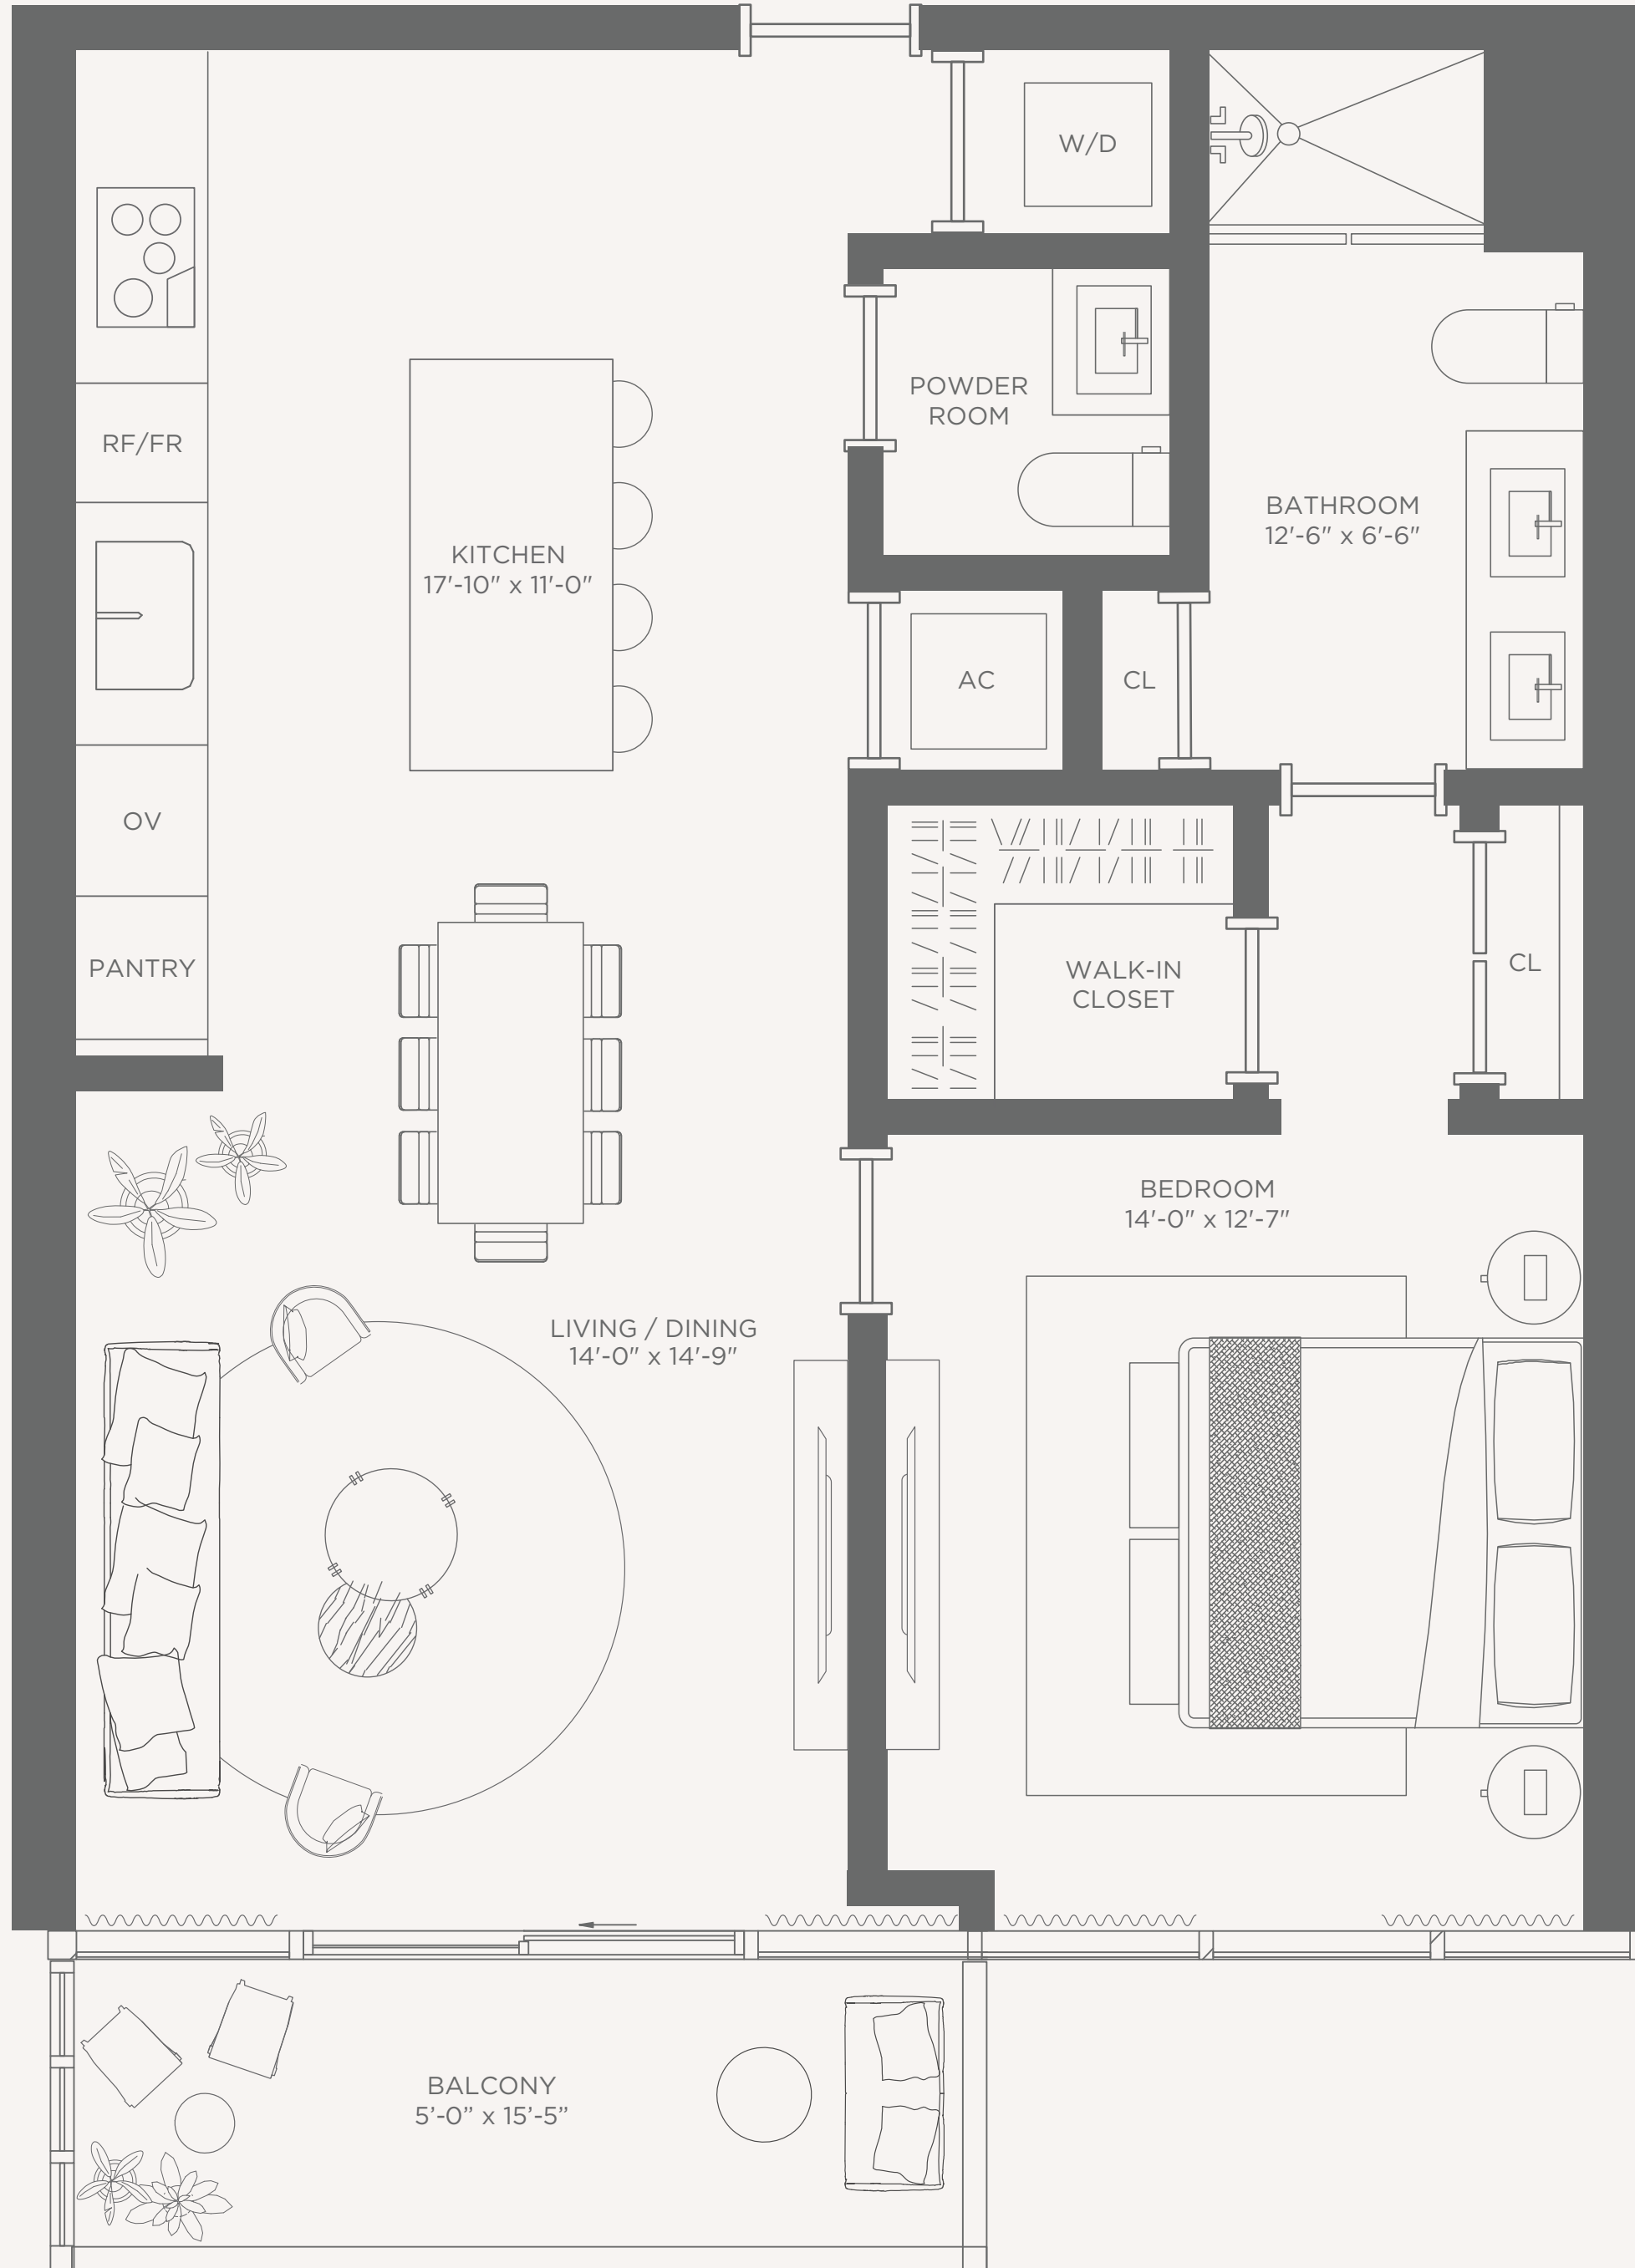 W/D
POWDER
ROOM
RF/FR
BATHROOM
12'-6" x 6'-6"
KITCHEN
17'-10" x 11'-0"
AC
CL
OV
PANTRY
WALK-IN
CLOSET
CL
BEDROOM
14'-0" x 12'-7"
LIVING / DINING
14'-0" x 14'-9"
BALCONY
5’-0” x 15’-5”